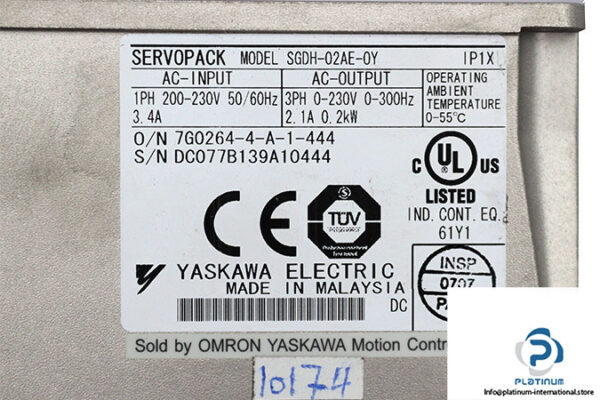 SERVOPACK MODEL SGDH-02AE-OY IP1X
AC-INPUT AC-OUTPUT OPERATING AMBIENT TEMPERATURE 0-55℃
1PH 200-230V 50/60Hz 3PH 0-230V 0-300Hz
3.4A 2.1A 0.2kW
O/N 7G0264-4-A-1-444
S/N DC077B139A10444
C UL US
LISTED
IND. CONT. EQ.
61Y1
CE
TÜV
YASKAWA ELECTRIC
MADE IN MALAYSIA
DC
INSP
0707
Sold by OMRON YASKAWA Motion Contr
10174
PLATINUM
Info@platinum-international.store